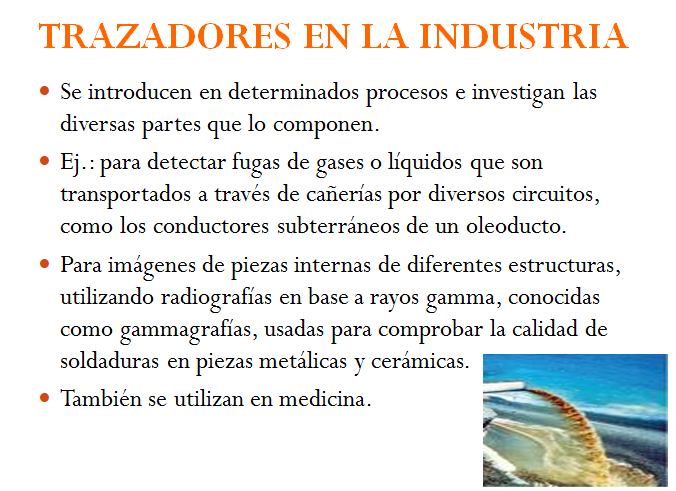 TRAZADORES EN LA INDUSTRIA
• Se introducen en determinados procesos e investigan las
diversas partes que lo componen.
• Ej.: para detectar fugas de gases o líquidos que son
transportados a través de cañerías por diversos circuitos,
como los conductores subterráneos de un oleoducto.
• Para imágenes de piezas internas de diferentes estructuras,
utilizando radiografías en base a rayos gamma, conocidas
como gammagrafías, usadas para comprobar la calidad de
soldaduras en piezas metálicas y cerámicas.
• También se utilizan en medicina.